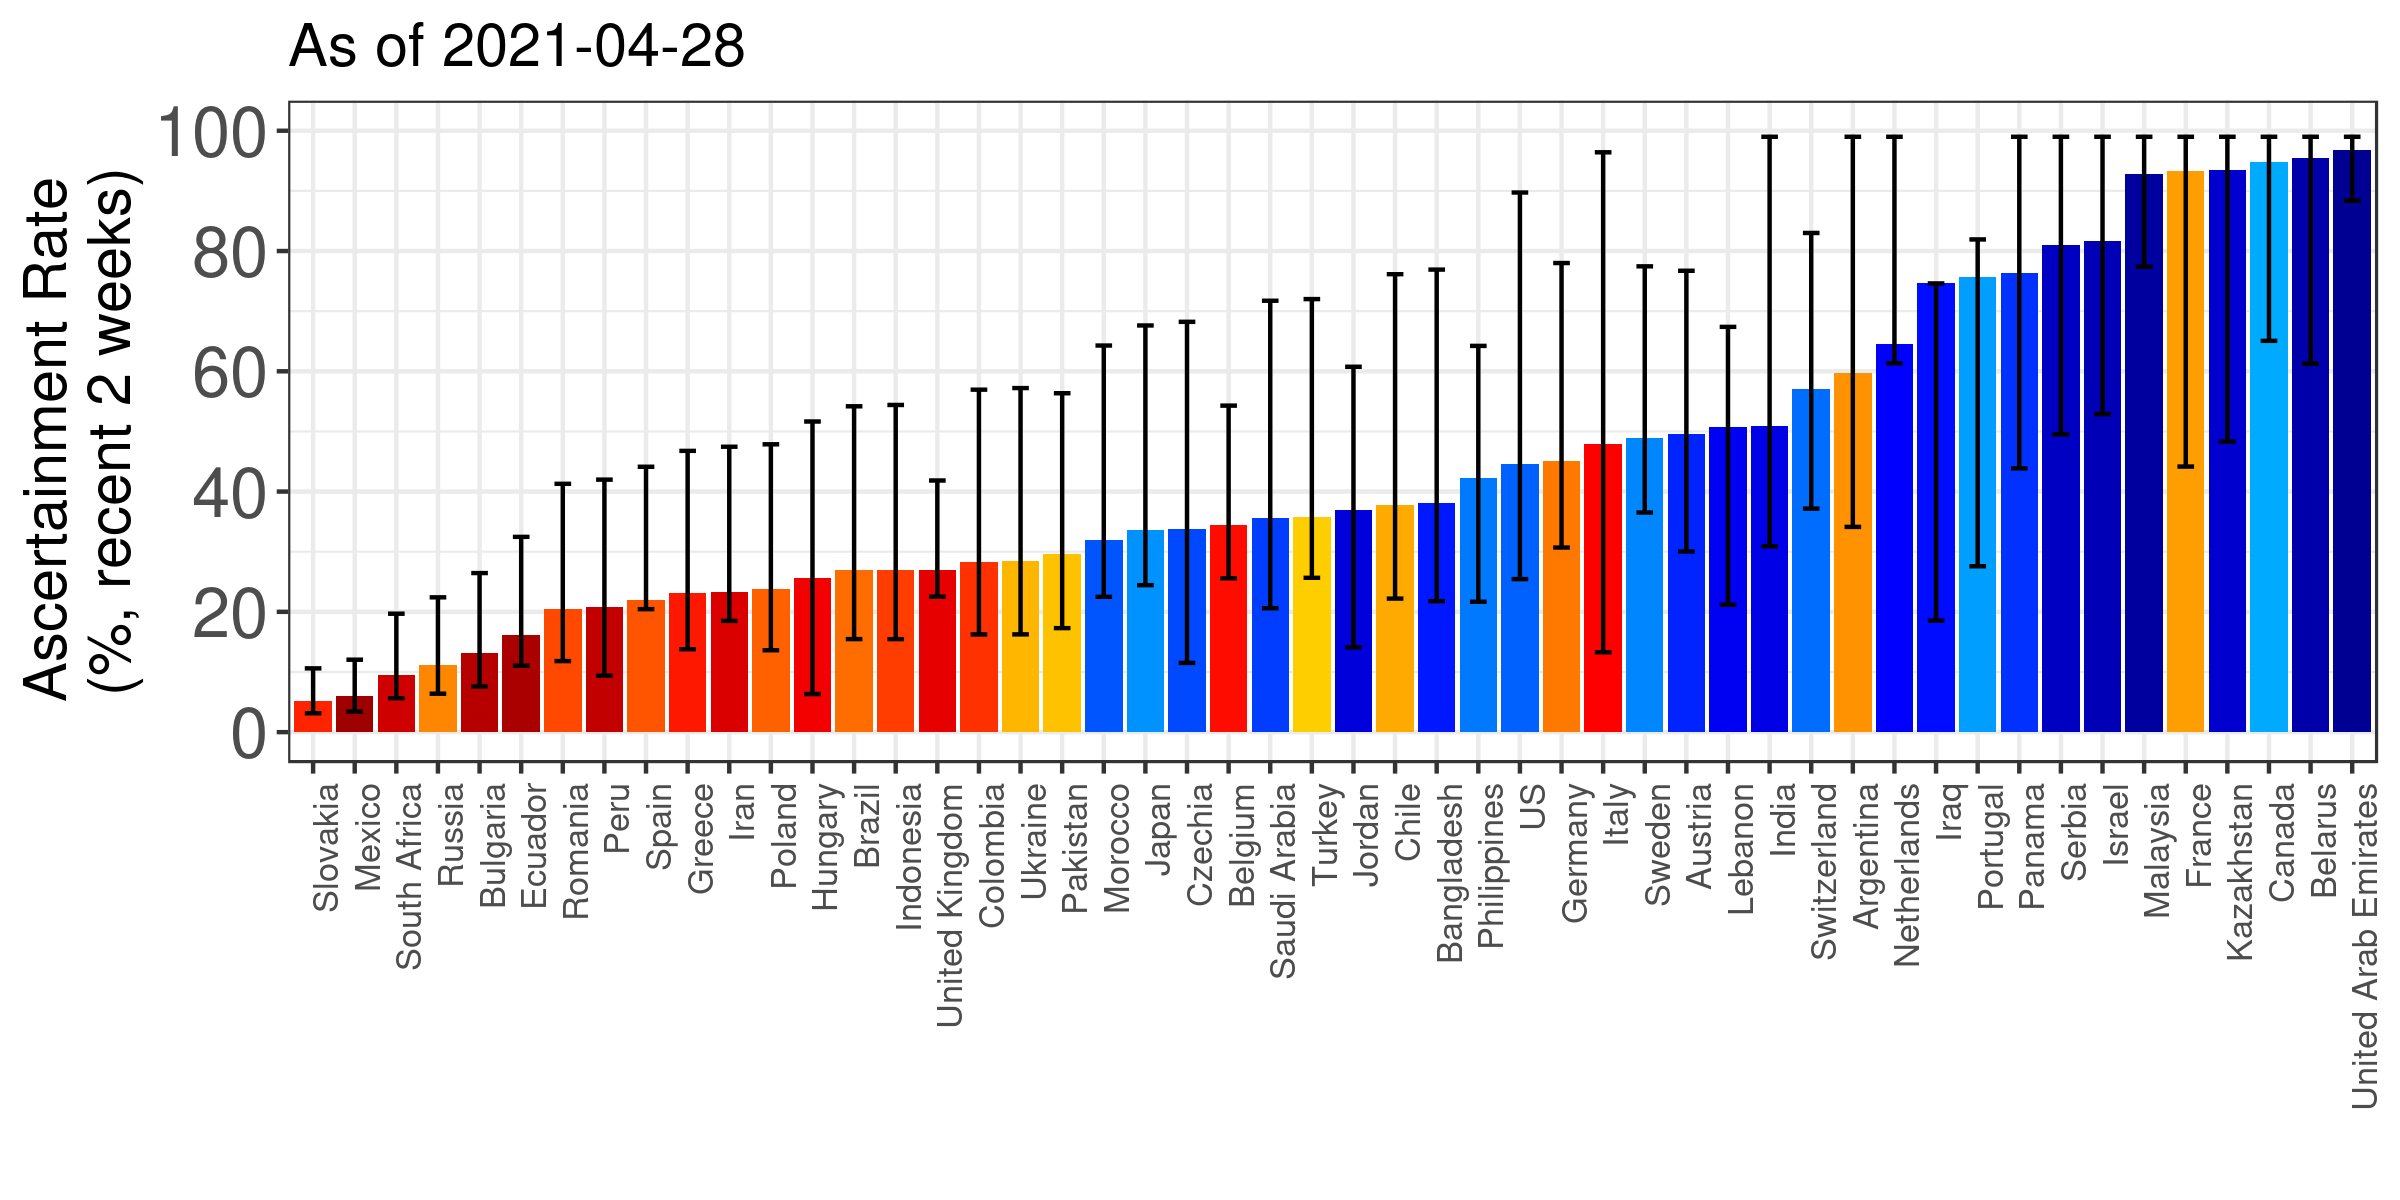 As of 2021-04-28
Ascertainment Rate
(%, recent 2 weeks)
100
80
60
40
20
0
Slovakia
Mexico
South Africa
Russia
Bulgaria
Ecuador
Romania
Peru
Spain
Greece
Iran
Poland
Hungary
Brazil
Indonesia
United Kingdom
Colombia
Ukraine
Pakistan
Morocco
Japan
Czechia
Belgium
Saudi Arabia
Turkey
Jordan
Chile
Bangladesh
Philippines
US
Germany
Italy
Sweden
Austria
Lebanon
India
Switzerland
Argentina
Netherlands
Iraq
Portugal
Panama
Serbia
Israel
Malaysia
France
Kazakhstan
Canada
Belarus
United Arab Emirates